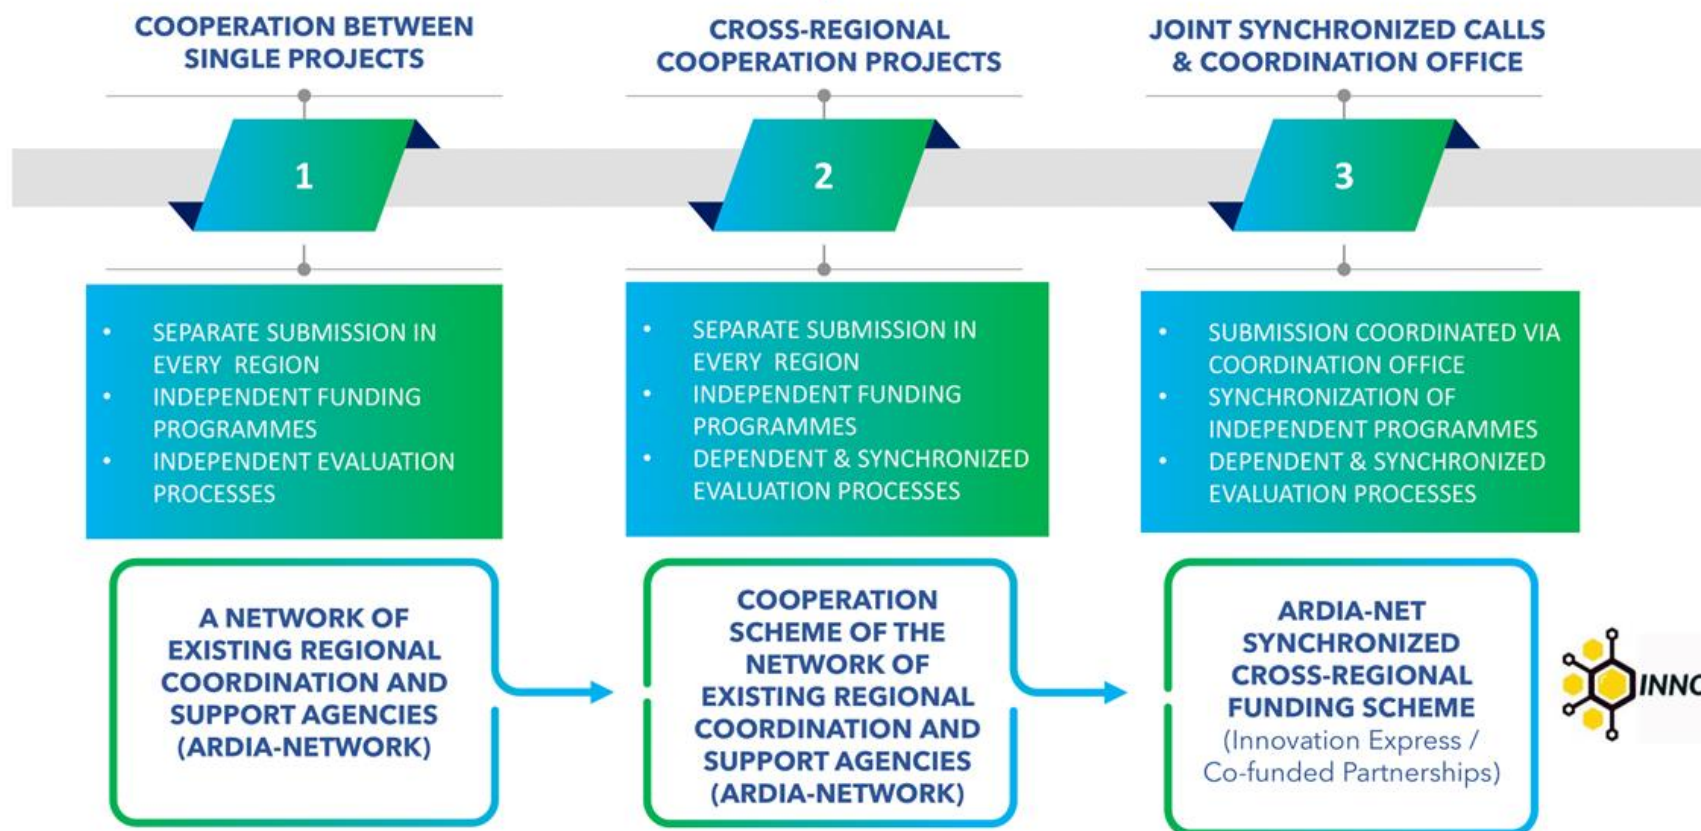 COOPERATION BETWEEN
SINGLE PROJECTS
1
• SEPARATE SUBMISSION IN
EVERY REGION
• INDEPENDENT FUNDING
PROGRAMMES
• INDEPENDENT EVALUATION
PROCESSES
A NETWORK OF
EXISTING REGIONAL
COORDINATION AND
SUPPORT AGENCIES
(ARDIA-NETWORK)
CROSS-REGIONAL
COOPERATION PROJECTS
2
• SEPARATE SUBMISSION IN
EVERY REGION
• INDEPENDENT FUNDING
PROGRAMMES
• DEPENDENT & SYNCHRONIZED
EVALUATION PROCESSES
COOPERATION
SCHEME OF THE
NETWORK OF
EXISTING REGIONAL
COORDINATION AND
SUPPORT AGENCIES
(ARDIA-NETWORK)
JOINT SYNCHRONIZED CALLS
& COORDINATION OFFICE
3
• SUBMISSION COORDINATED VIA
COORDINATION OFFICE
• SYNCHRONIZATION OF
INDEPENDENT PROGRAMMES
• DEPENDENT & SYNCHRONIZED
EVALUATION PROCESSES
ARDIA-NET
SYNCHRONIZED
CROSS-REGIONAL
FUNDING SCHEME
(Innovation Express /
Co-funded Partnerships)
INNO